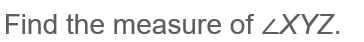 Find the measure of ∠XYZ.